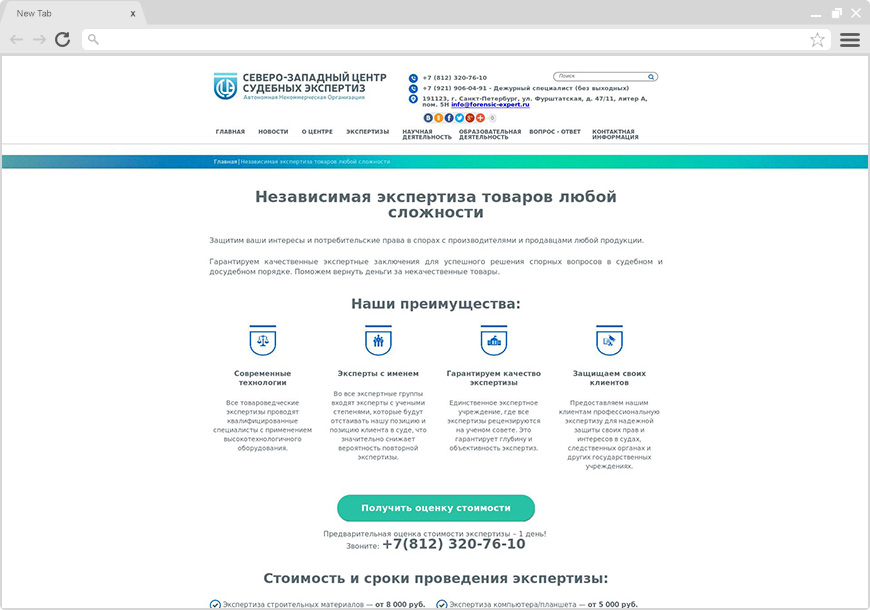 New Tab
x
СЕВЕРО-ЗАПАДНЫЙ ЦЕНТР
СУДЕБНЫХ ЭКСПЕРТИЗ
Автономная Некоммерческая Организация
+7 (812) 320-76-10
Поиск
+7 (921) 906-04-91 - Дежурный специалист (без выходных)
191123, г. Санкт-Петербург, ул. Фурштатская, д. 47/11, литер А,
пом. 5Н info@forensic-expert.ru
0
ГЛАВНАЯ НОВОСТИ О ЦЕНТРЕ ЭКСПЕРТИЗЫ НАУЧНАЯ ДЕЯТЕЛЬНОСТЬ ОБРАЗОВАТЕЛЬНАЯ ДЕЯТЕЛЬНОСТЬ ВОПРОС - ОТВЕТ КОНТАКТНАЯ ИНФОРМАЦИЯ
Главная | Независимая экспертиза товаров любой сложности
Независимая экспертиза товаров любой
сложности
Защитим ваши интересы и потребительские права в спорах с производителями и продавцами любой продукции.
Гарантируем качественные экспертные заключения для успешного решения спорных вопросов в судебном и
досудебном порядке. Поможем вернуть деньги за некачественные товары.
Наши преимущества:
Современные
технологии
Все товароведческие
экспертизы проводят
квалифицированные
специалисты с применением
высокотехнологичного
оборудования.
Эксперты с именем
Во все экспертные группы
входят эксперты с учеными
степенями, которые будут
отстаивать нашу позицию и
позицию клиента в суде, что
значительно снижает
вероятность повторной
экспертизы.
Гарантируем качество
экспертизы
Единственное экспертное
учреждение, где все
экспертизы рецензируются
на ученом совете. Это
гарантирует глубину и
объективность экспертиз.
Защищаем своих
клиентов
Предоставляем нашим
клиентам профессиональную
экспертизу для надежной
защиты своих прав и
интересов в судах,
следственных органах и
других государственных
учреждениях.
Получить оценку стоимости
Предварительная оценка стоимости экспертизы – 1 день!
Звоните: +7(812) 320-76-10
Стоимость и сроки проведения экспертизы:
Экспертиза строительных материалов — от 8 000 руб.
Экспертиза компьютера/планшета — от 5 000 руб.